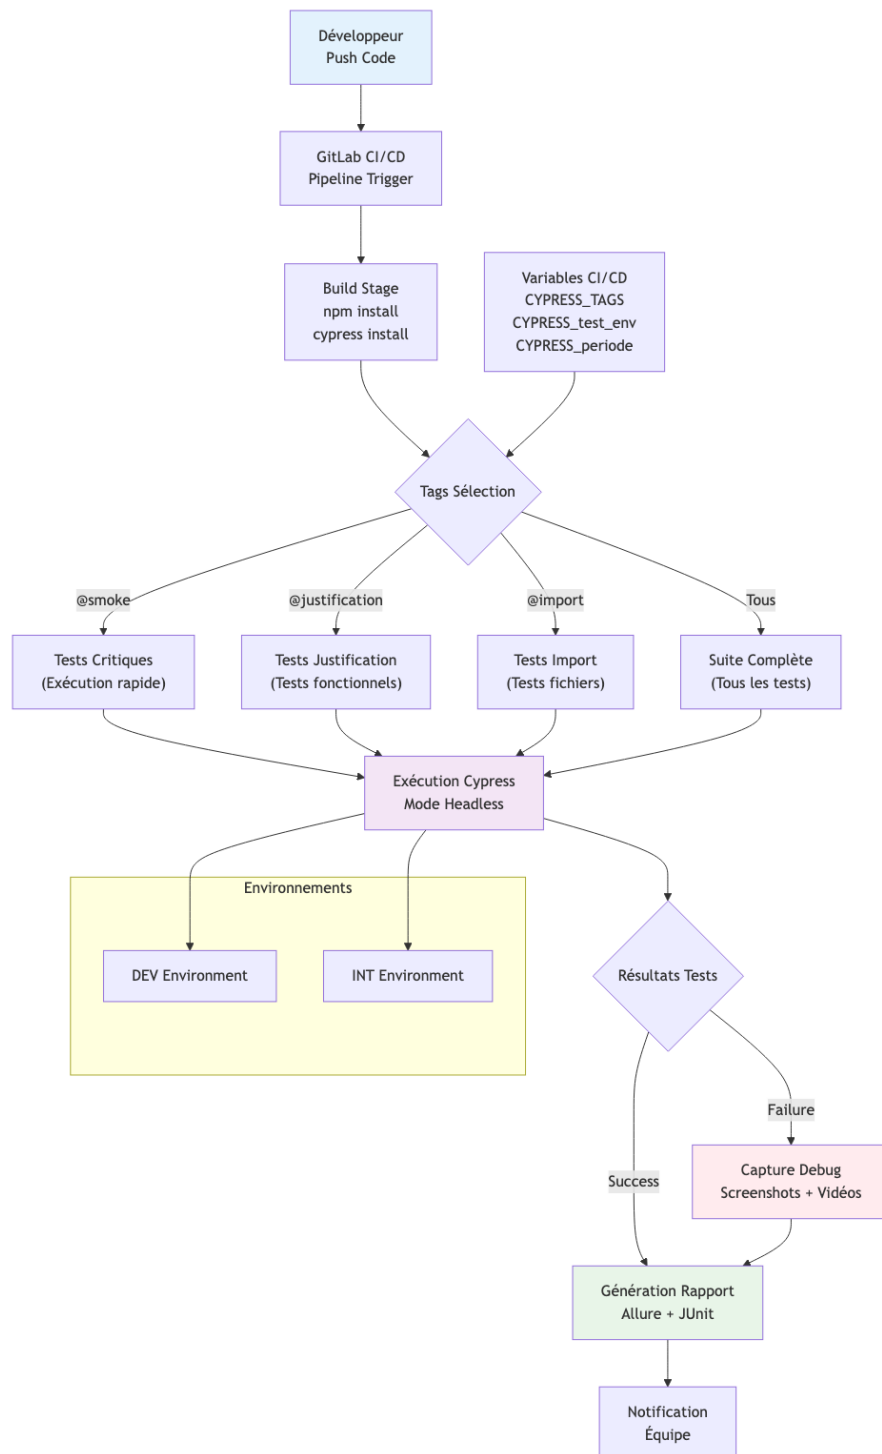 Développeur
Push Code
GitLab CI/CD
Pipeline Trigger
Build Stage
npm install
cypress install
Variables CI/CD
CYPRESS_TAGS
CYPRESS_test_env
CYPRESS_periode
Tags Sélection
@smoke
@justification
@import
Tous
Tests Critiques
(Exécution rapide)
Tests Justification
(Tests fonctionnels)
Tests Import
(Tests fichiers)
Suite Complète
(Tous les tests)
Exécution Cypress
Mode Headless
Environnements
DEV Environment
INT Environment
Résultats Tests
Failure
Success
Capture Debug
Screenshots + Vidéos
Génération Rapport
Allure + JUnit
Notification
Équipe